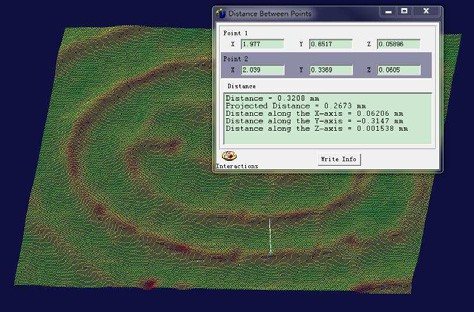 Distance Between Points
Point 1
X 1.977 Y 0.6517 Z 0.05896
Point 2
X 2.039 Y 0.3369 Z 0.0605
Distance
Distance = 0.3208 mm
Projected Distance = 0.2673 mm
Distance along the X-axis = 0.06206 mm
Distance along the Y-axis = -0.3147 mm
Distance along the Z-axis = 0.001538 mm
Interactions
Write Info